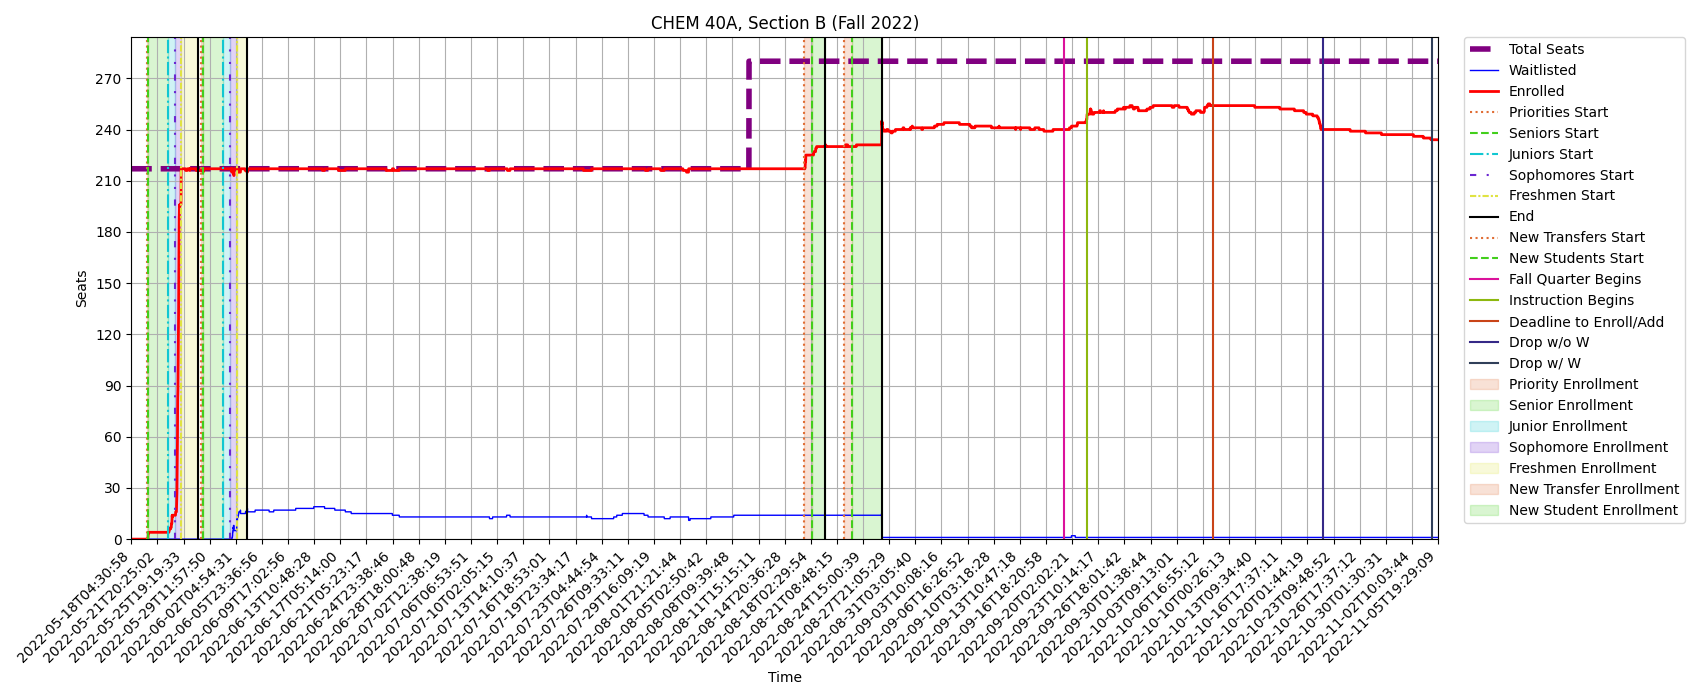 CHEM 40A, Section B (Fall 2022)
270
240
210
180
150
120
90
60
30
0
Seats
2022-05-18T04:30:58
2022-05-21T20:25:02
2022-05-25T19:19:33
2022-05-29T11:57:50
2022-06-02T04:54:31
2022-06-05T23:36:56
2022-06-09T17:02:56
2022-06-13T10:48:28
2022-06-17T05:14:00
2022-06-21T05:23:17
2022-06-24T23:38:46
2022-06-28T18:00:48
2022-07-02T12:38:19
2022-07-06T06:53:51
2022-07-10T02:05:15
2022-07-13T14:10:37
2022-07-16T18:53:01
2022-07-19T23:34:17
2022-07-23T04:44:54
2022-07-26T09:33:11
2022-07-29T16:09:19
2022-08-01T21:21:44
2022-08-05T02:50:42
2022-08-08T09:39:48
2022-08-11T15:15:11
2022-08-14T20:36:28
2022-08-18T02:29:54
2022-08-21T08:48:15
2022-08-24T15:00:39
2022-08-27T21:05:29
2022-08-31T03:05:40
2022-09-03T10:08:16
2022-09-06T16:26:52
2022-09-10T03:18:28
2022-09-13T10:47:18
2022-09-16T18:20:58
2022-09-20T02:02:21
2022-09-23T10:14:17
2022-09-26T18:01:42
2022-09-30T01:38:44
2022-10-03T09:13:01
2022-10-06T16:55:12
2022-10-10T00:26:13
2022-10-13T09:34:40
2022-10-16T17:37:11
2022-10-20T01:44:19
2022-10-23T09:48:52
2022-10-26T17:37:12
2022-10-30T01:30:31
2022-11-02T10:03:44
2022-11-05T19:29:09
Time
Total Seats
Waitlisted
Enrolled
Priorities Start
Seniors Start
Juniors Start
Sophomores Start
Freshmen Start
End
New Transfers Start
New Students Start
Fall Quarter Begins
Instruction Begins
Deadline to Enroll/Add
Drop w/o W
Drop w/ W
Priority Enrollment
Senior Enrollment
Junior Enrollment
Sophomore Enrollment
Freshmen Enrollment
New Transfer Enrollment
New Student Enrollment